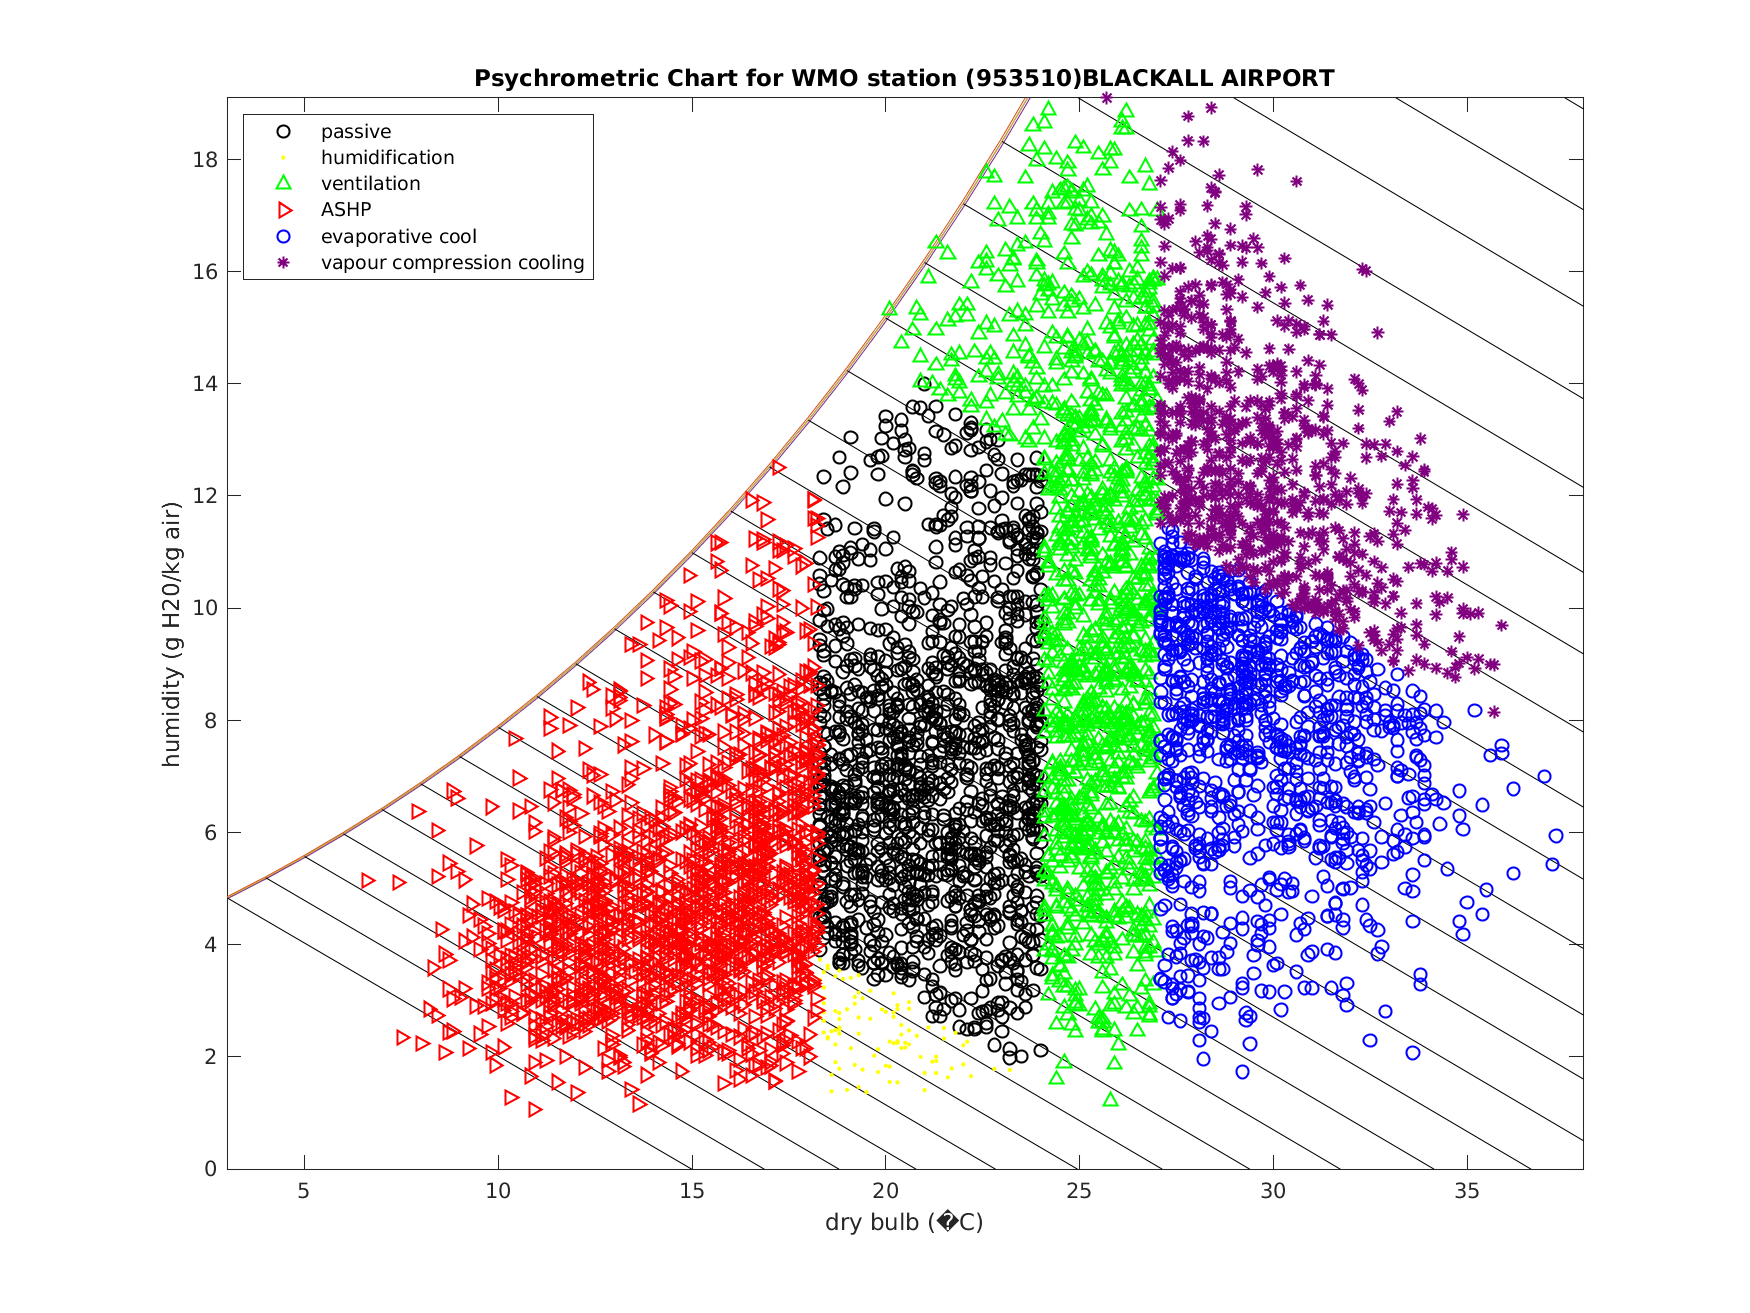 Psychrometric Chart for WMO station (953510)BLACKALL AIRPORT
passive
humidification
ventilation
ASHP
evaporative cool
vapour compression cooling
humidity (g H20/kg air)
18
16
14
12
10
8
6
4
2
0
5 10 15 20 25 30 35
dry bulb (�C)